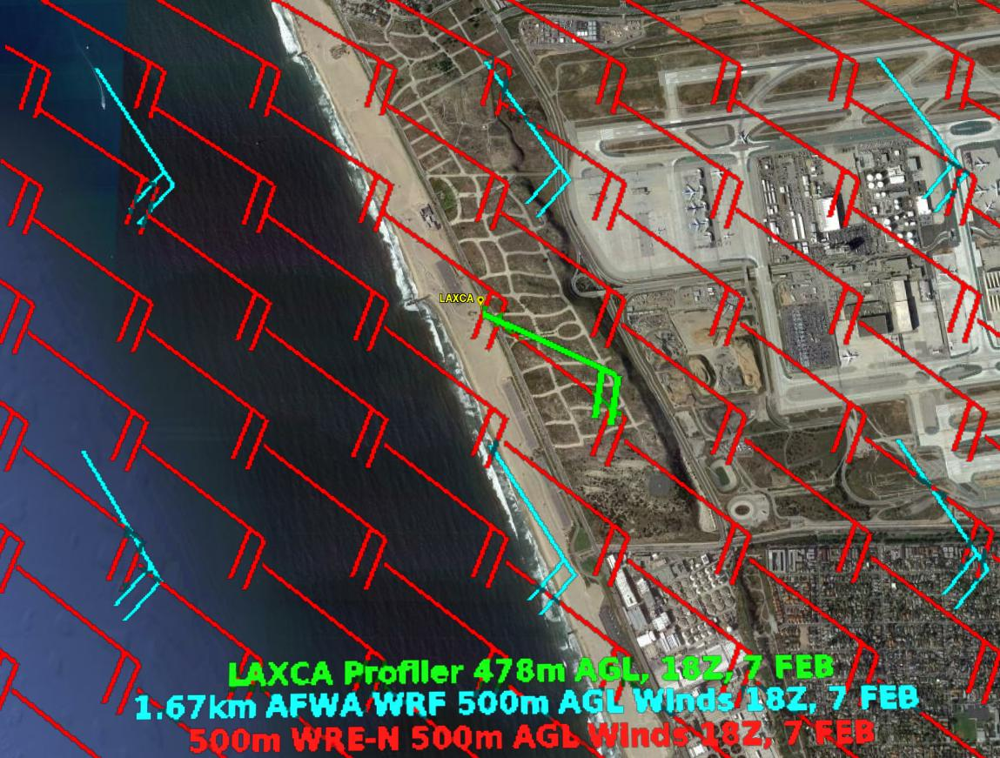 LAXCA
LAXCA Profiler 478m AGL, 18Z, 7 FEB
1.67km AFWA WRF 500m AGL Winds 18Z, 7 FEB
500m WRE-N 500m AGL Winds 18Z, 7 FEB